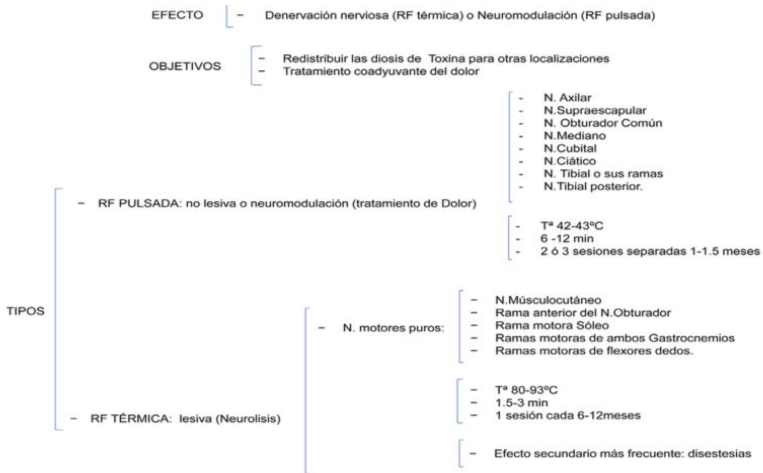 EFECTO - Denervación nerviosa (RF térmica) o Neuromodulación (RF pulsada)
OBJETIVOS
- Redistribuir las diosis de Toxina para otras localizaciones
- Tratamiento coadyuvante del dolor
- N. Axilar
- N.Supraescapular
- N. Obturador Común
- N.Mediano
- N.Cubital
- N.Ciático
- N. Tibial o sus ramas
- N.Tibial posterior.
- RF PULSADA: no lesiva o neuromodulación (tratamiento de Dolor)
- Tª 42-43ºC
- 6 -12 min
- 2 ó 3 sesiones separadas 1-1.5 meses
TIPOS
- N. motores puros:
- N.Músculocutáneo
- Rama anterior del N.Obturador
- Rama motora Sóleo
- Ramas motoras de ambos Gastrocnemios
- Ramas motoras de flexores dedos.
- RF TÉRMICA: lesiva (Neurolisis)
- Tª 80-93ºC
- 1.5-3 min
- 1 sesión cada 6-12meses
- Efecto secundario más frecuente: disestesias